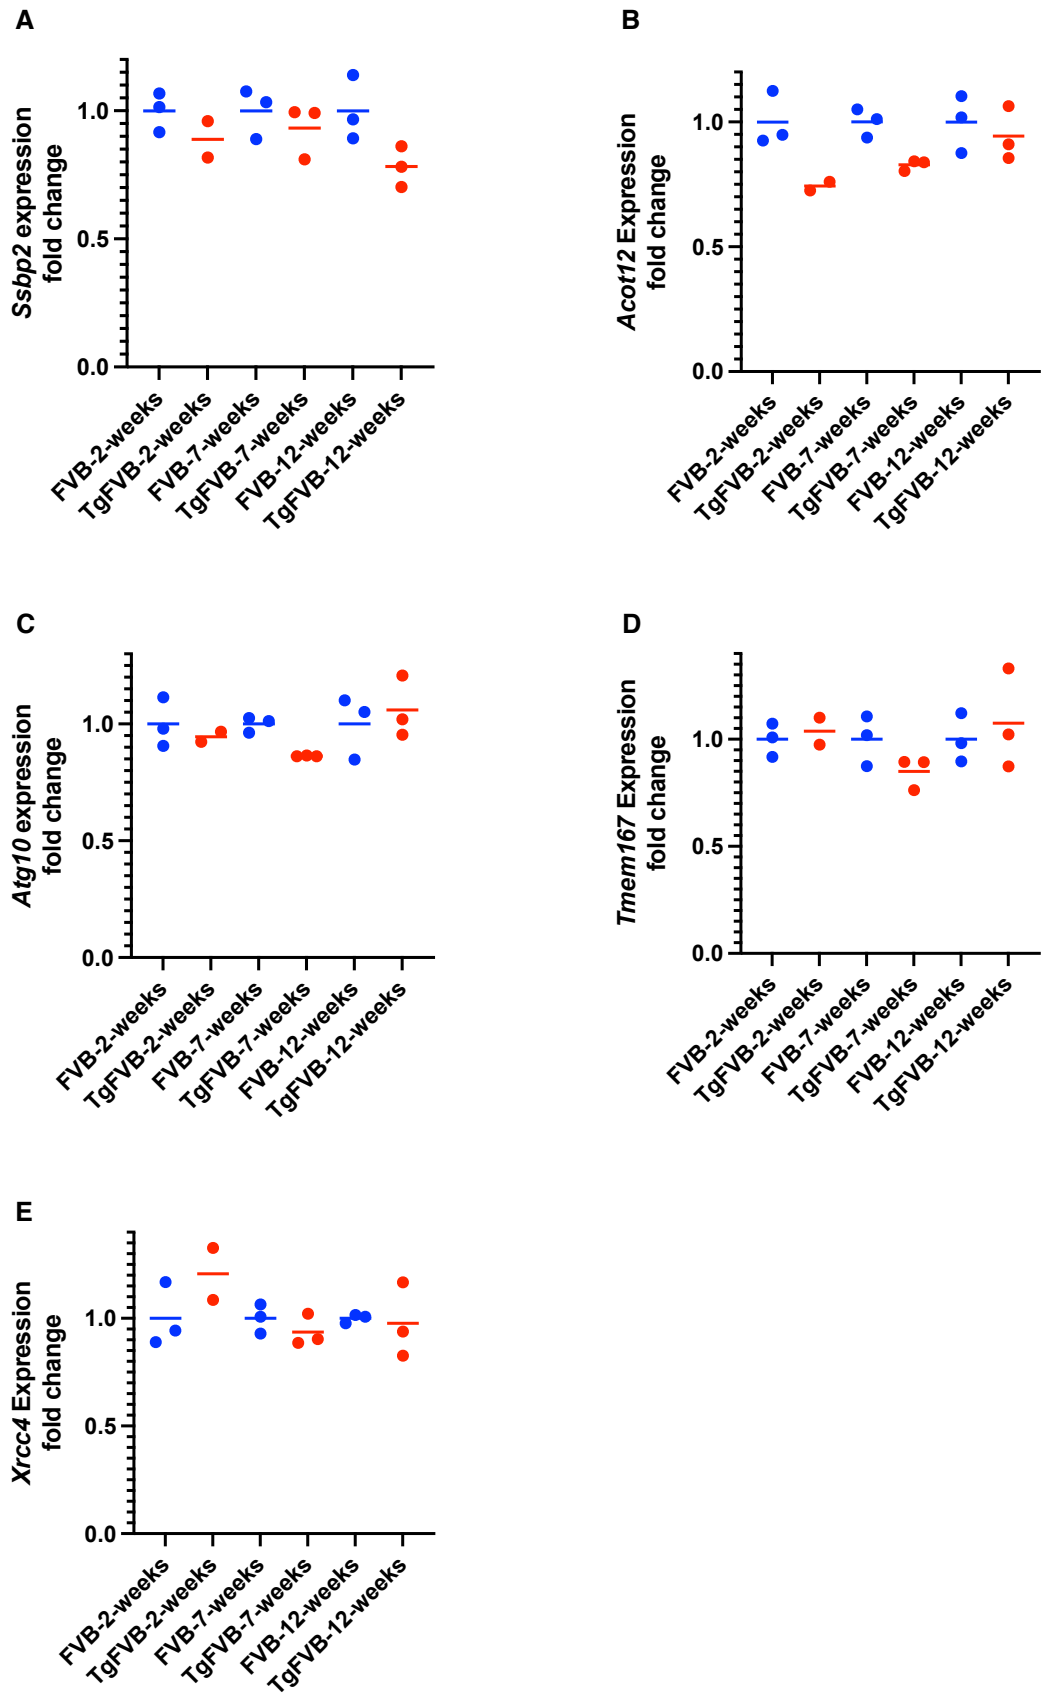 A
Ssbp2 expression
fold change
1.0
0.5
0.0
FVB-2-weeks
TgFVB-2-weeks
FVB-7-weeks
TgFVB-7-weeks
FVB-12-weeks
TgFVB-12-weeks
B
Acot12 Expression
fold change
1.0
0.5
0.0
FVB-2-weeks
TgFVB-2-weeks
FVB-7-weeks
TgFVB-7-weeks
FVB-12-weeks
TgFVB-12-weeks
C
Atg10 expression
fold change
1.0
0.5
0.0
FVB-2-weeks
TgFVB-2-weeks
FVB-7-weeks
TgFVB-7-weeks
FVB-12-weeks
TgFVB-12-weeks
D
Tmem167 Expression
fold change
1.0
0.5
0.0
FVB-2-weeks
TgFVB-2-weeks
FVB-7-weeks
TgFVB-7-weeks
FVB-12-weeks
TgFVB-12-weeks
E
Xrcc4 Expression
fold change
1.0
0.5
0.0
FVB-2-weeks
TgFVB-2-weeks
FVB-7-weeks
TgFVB-7-weeks
FVB-12-weeks
TgFVB-12-weeks